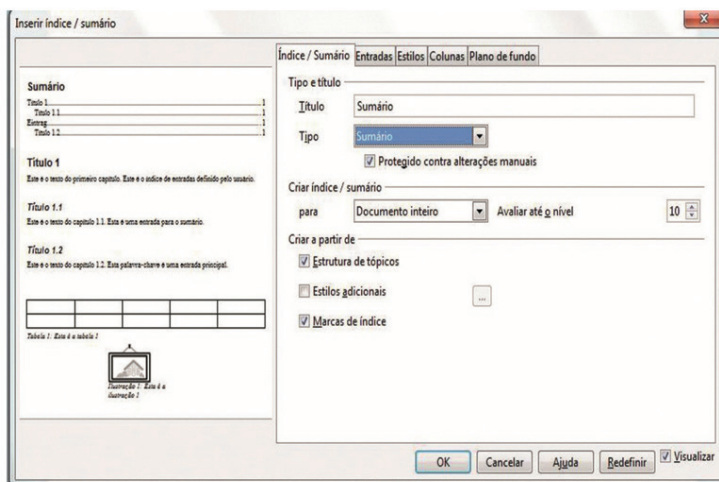 Inserir índice / sumário
Índice / Sumário Entradas Estilos Colunas Plano de fundo
Sumário
Título 1 1
Título 1.1 1
Entrag 1
Título 1.2 1
Título 1
Este é o texto do primeiro capítulo. Este é o índice de entradas definido pelo usuário.
Título 1.1
Este é o texto do capítulo 1.1. Esta é uma entrada para o sumário.
Título 1.2
Este é o texto do capítulo 1.2. Esta palavra-chave é uma entrada principal.
Tabela 1: Esta é a tabela 1
Ilustração 1: Esta é a
ilustração 1
Tipo e título
Título Sumário
Tipo Sumário
Protegido contra alterações manuais
Criar índice / sumário
para Documento inteiro Avaliar até o nível 10
Criar a partir de
Estrutura de tópicos
Estilos adicionais ...
Marcas de índice
OK Cancelar Ajuda Redefinir Visualizar